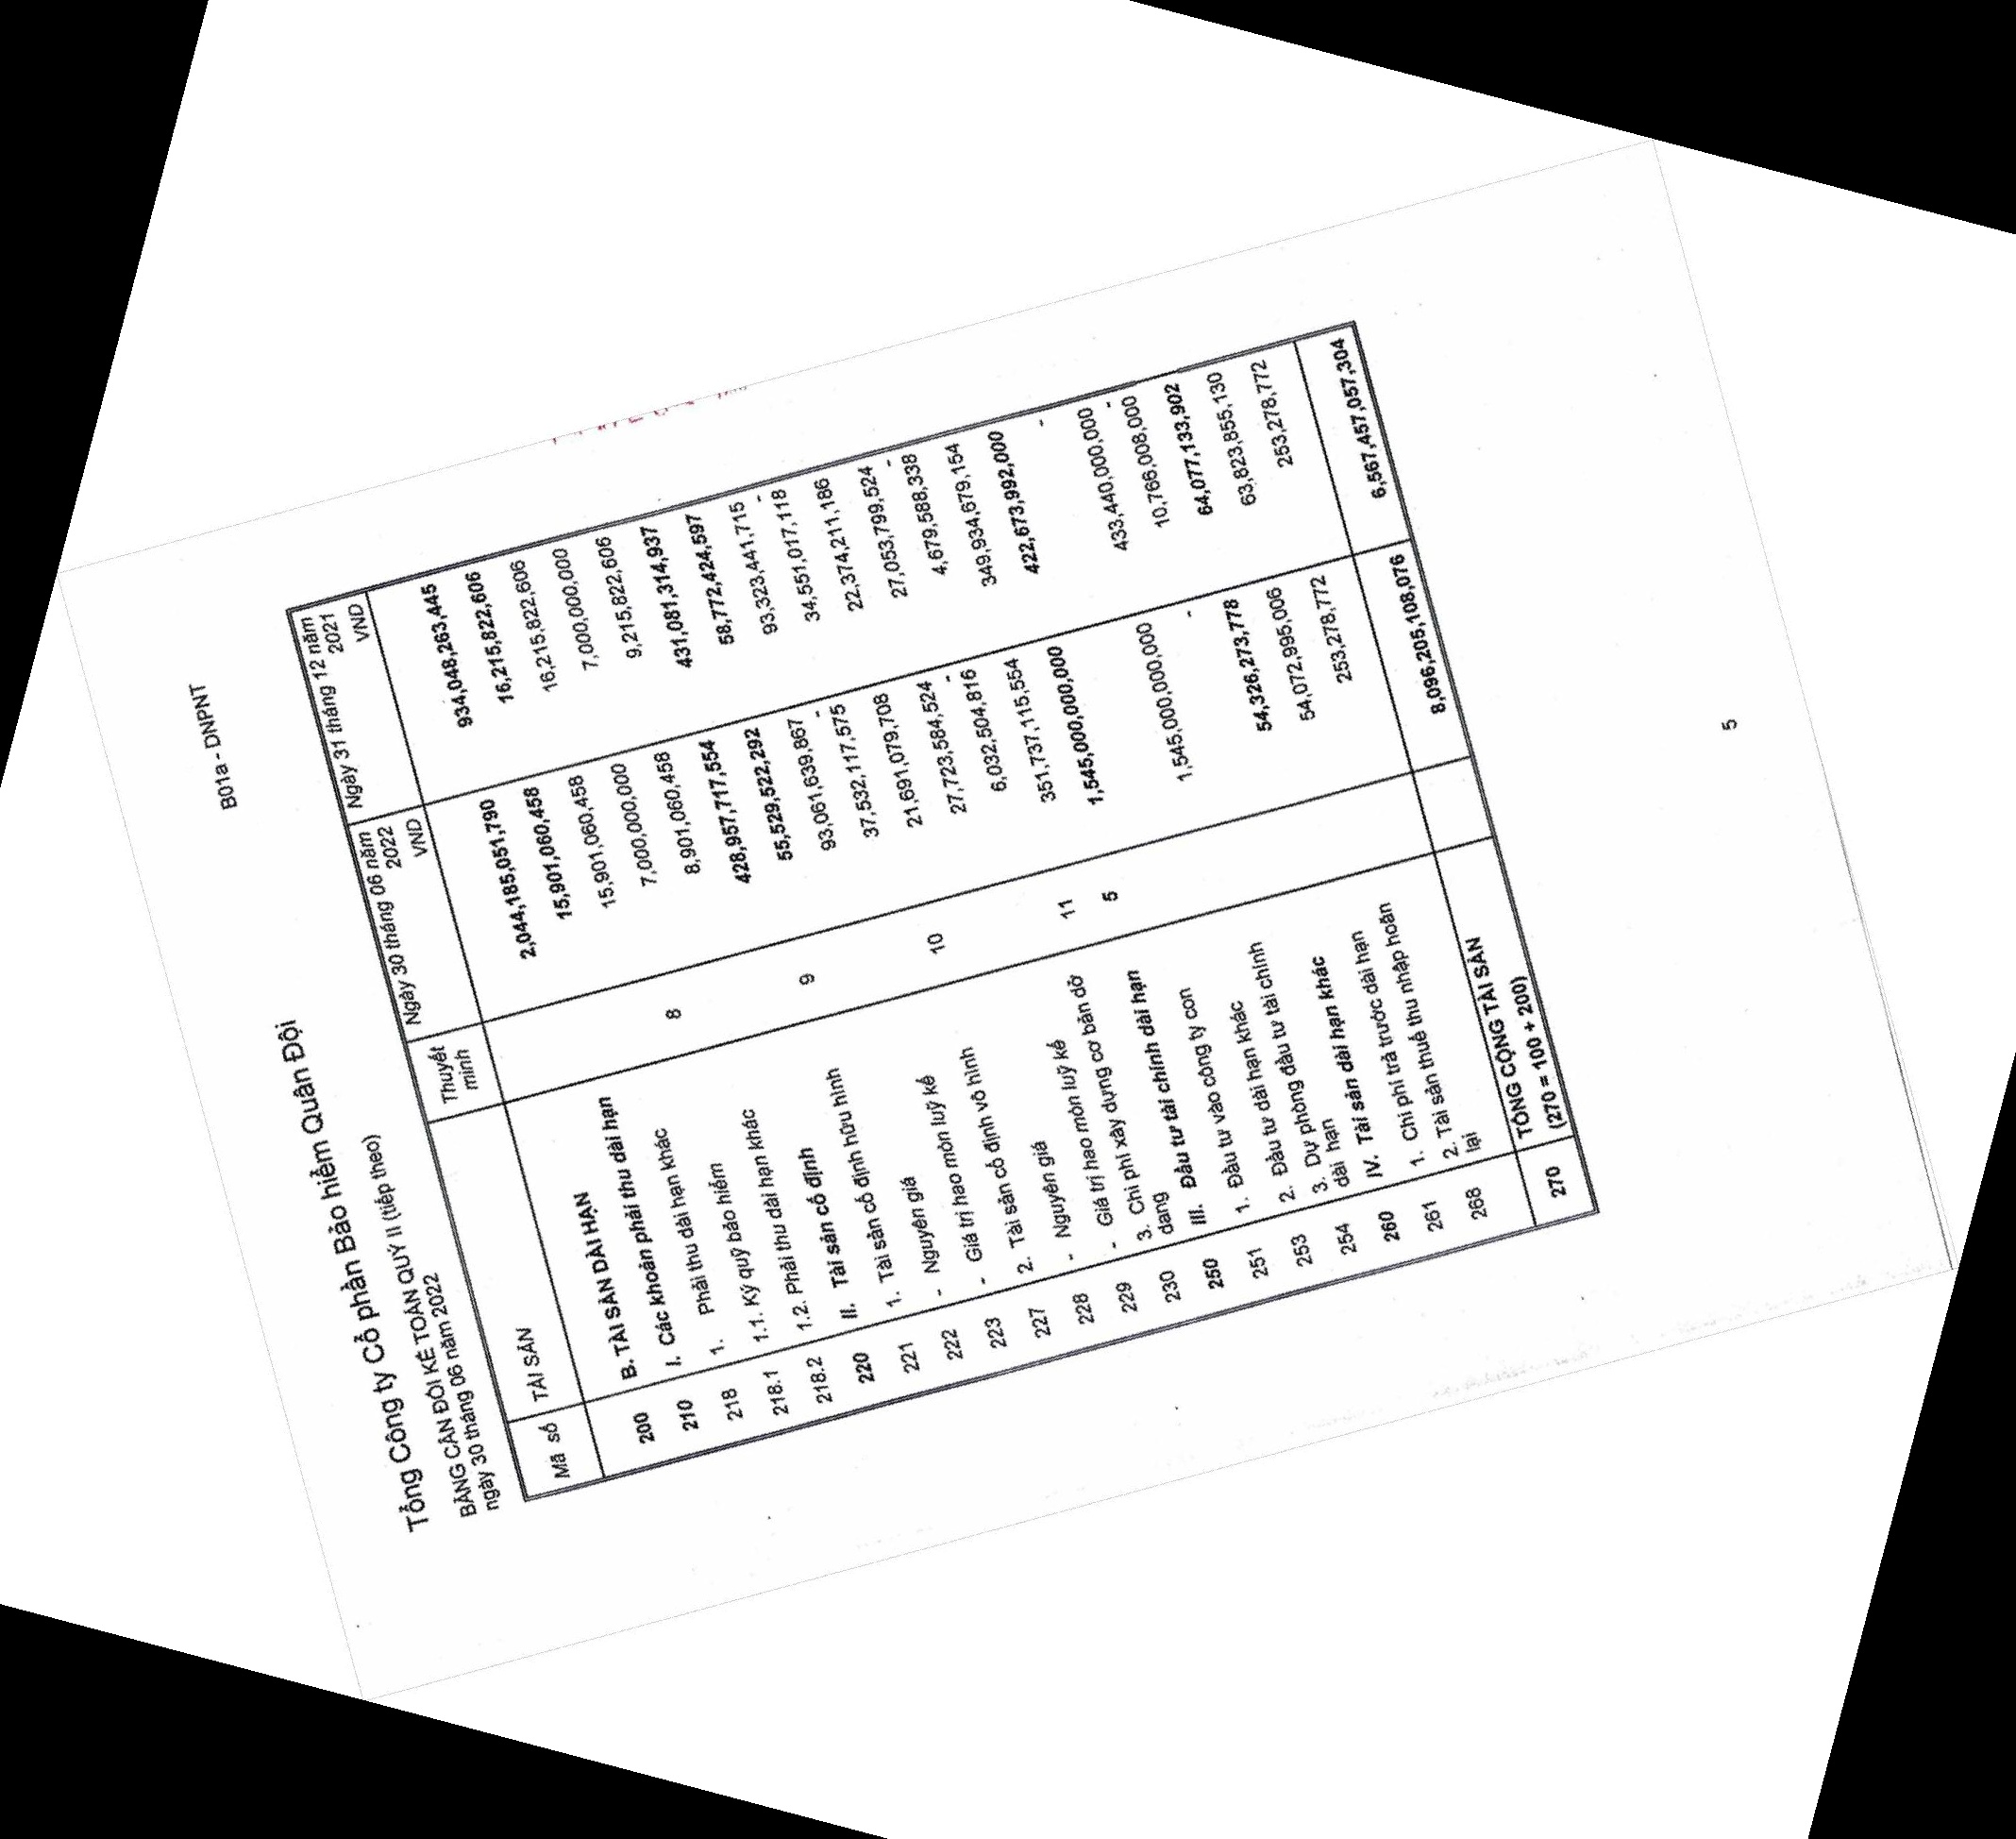 B01a - DNPNT
Tổng Công ty Cổ phần Bảo hiểm Quân Đội
BẢNG CÂN ĐỐI KẾ TOÁN QUÝ II (tiếp theo)
ngày 30 tháng 06 năm 2022
Mã số TÀI SẢN Thuyết minh Ngày 30 tháng 06 năm 2022 VND Ngày 31 tháng 12 năm 2021 VND
200 B. TÀI SẢN DÀI HẠN 2,044,185,051,790 934,048,263,445
210 I. Các khoản phải thu dài hạn 15,901,060,458 16,215,822,606
218 1. Phải thu dài hạn khác 15,901,060,458 16,215,822,606
218.1 1.1. Ký quỹ bảo hiểm 8 7,000,000,000 7,000,000,000
218.2 1.2. Phải thu dài hạn khác 8,901,060,458 9,215,822,606
220 II. Tài sản cố định 428,957,717,554 431,081,314,937
221 1. Tài sản cố định hữu hình 9 55,529,522,292 58,772,424,597
222 - Nguyên giá 93,061,639,867 93,323,441,715
223 - Giá trị hao mòn luỹ kế - 37,532,117,575 - 34,551,017,118
227 2. Tài sản cố định vô hình 10 21,691,079,708 22,374,211,186
228 - Nguyên giá 27,723,584,524 27,053,799,524
229 - Giá trị hao mòn luỹ kế - 6,032,504,816 - 4,679,588,338
230 3. Chi phí xây dựng cơ bản dở dang 11 351,737,115,554 349,934,679,154
250 III. Đầu tư tài chính dài hạn 5 1,545,000,000,000 422,673,992,000
251 1. Đầu tư vào công ty con -
253 2. Đầu tư dài hạn khác 1,545,000,000,000 433,440,000,000
254 3. Dự phòng đầu tư tài chính dài hạn - - 10,766,008,000
260 IV. Tài sản dài hạn khác 54,326,273,778 64,077,133,902
261 1. Chi phí trả trước dài hạn 54,072,995,006 63,823,855,130
268 2. Tài sản thuế thu nhập hoãn lại 253,278,772 253,278,772
270 TỔNG CỘNG TÀI SẢN (270 = 100 + 200) 8,096,205,108,076 6,567,457,057,304
5